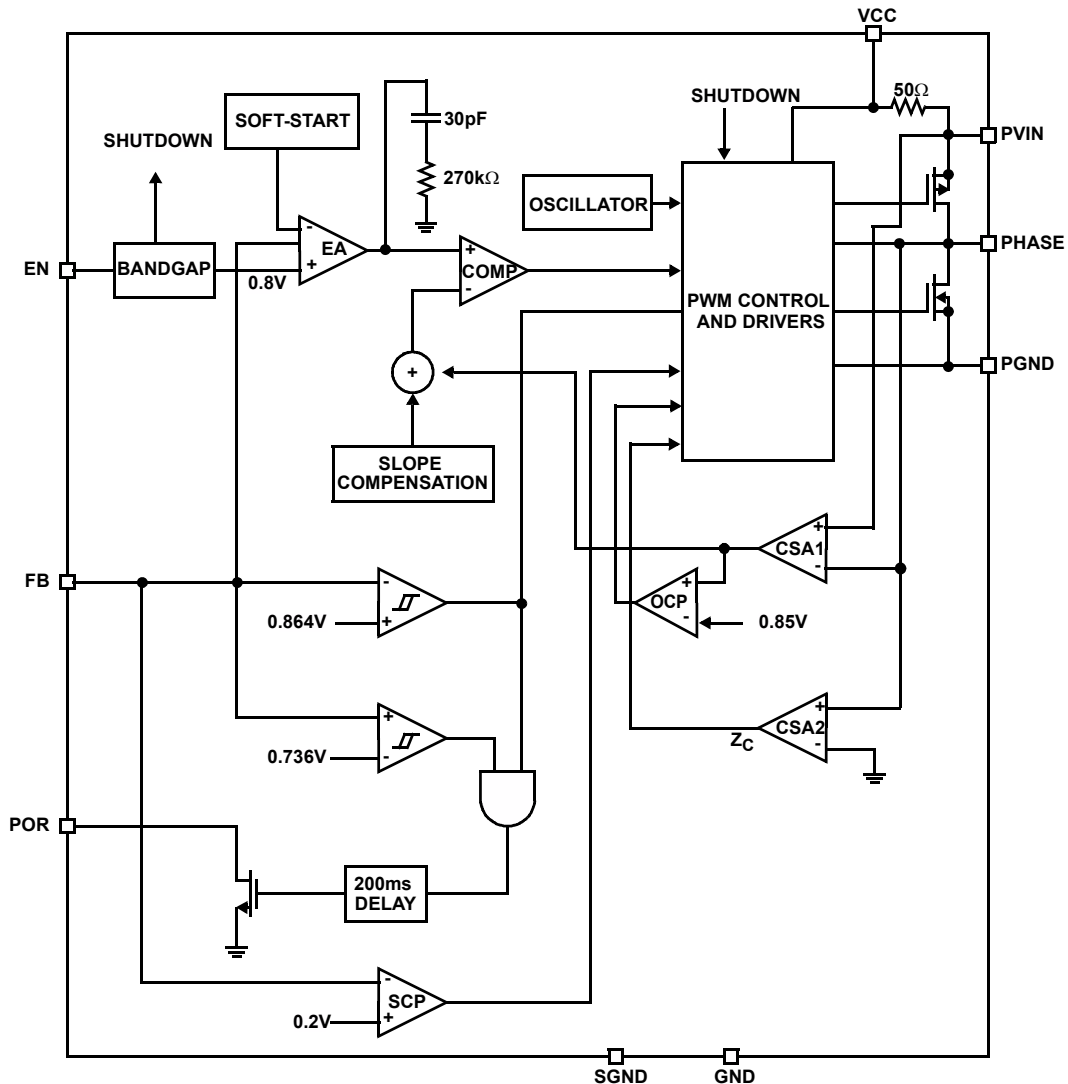 VCC
50Ω
SHUTDOWN
SOFT-START
30pF
SHUTDOWN
PVIN
270kΩ
OSCILLATOR
-
EA
+
+
COMP
-
PHASE
EN
BANDGAP
0.8V
PWM CONTROL
AND DRIVERS
PGND
+
SLOPE
COMPENSATION
+
CSA1
-
FB
-
+
0.864V
+
OCP
-
0.85V
+
-
0.736V
+
CSA2
-
ZC
POR
200ms
DELAY
-
SCP
+
0.2V
SGND
GND